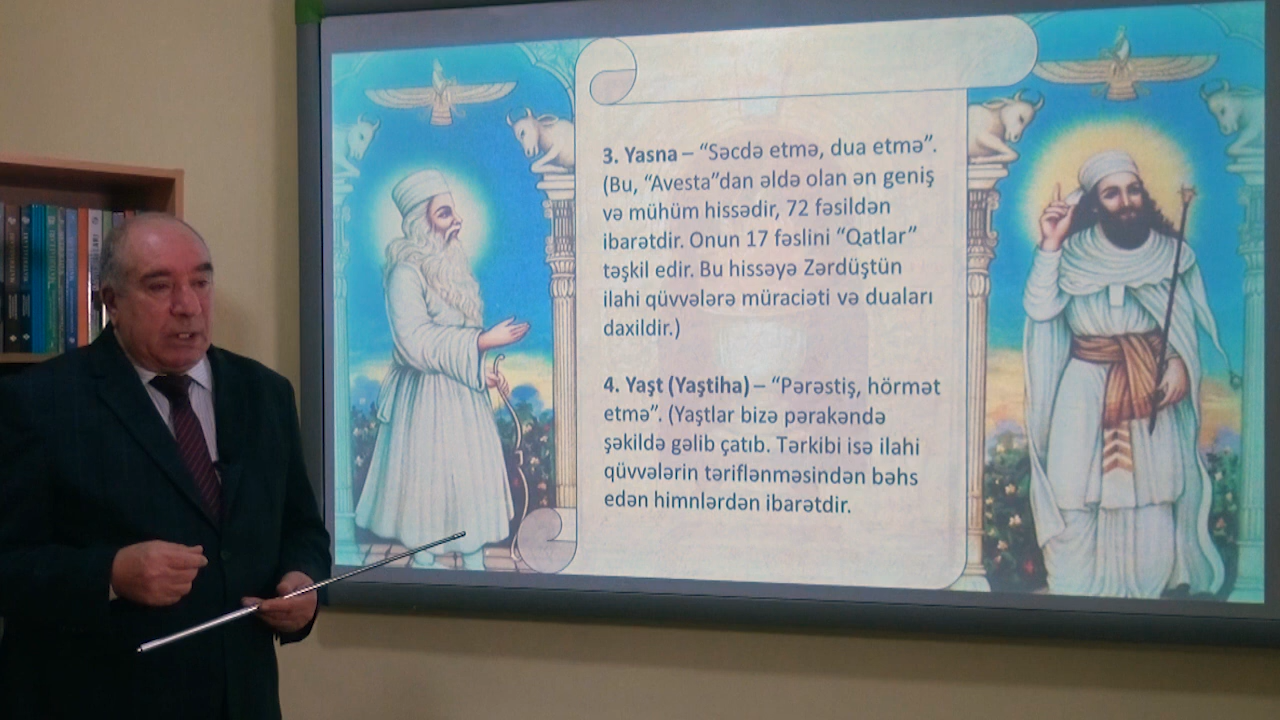 3. Yasna – “Səcdə etmə, dua etmə”.
(Bu, “Avesta”dan əldə olan ən geniş
və mühüm hissədir, 72 fəsildən
ibarətdir. Onun 17 fəslini “Qatlar”
təşkil edir. Bu hissəyə Zərdüştün
ilahi qüvvələrə müraciəti və duaları
daxildir.)
4. Yaşt (Yaştiha) – “Pərəstiş, hörmət
etmə”. (Yaştlar bizə pərakəndə
şəkildə gəlib çatıb. Tərkibi isə ilahi
qüvvələrin təriflənməsindən bəhs
edən himnlərdən ibarətdir.